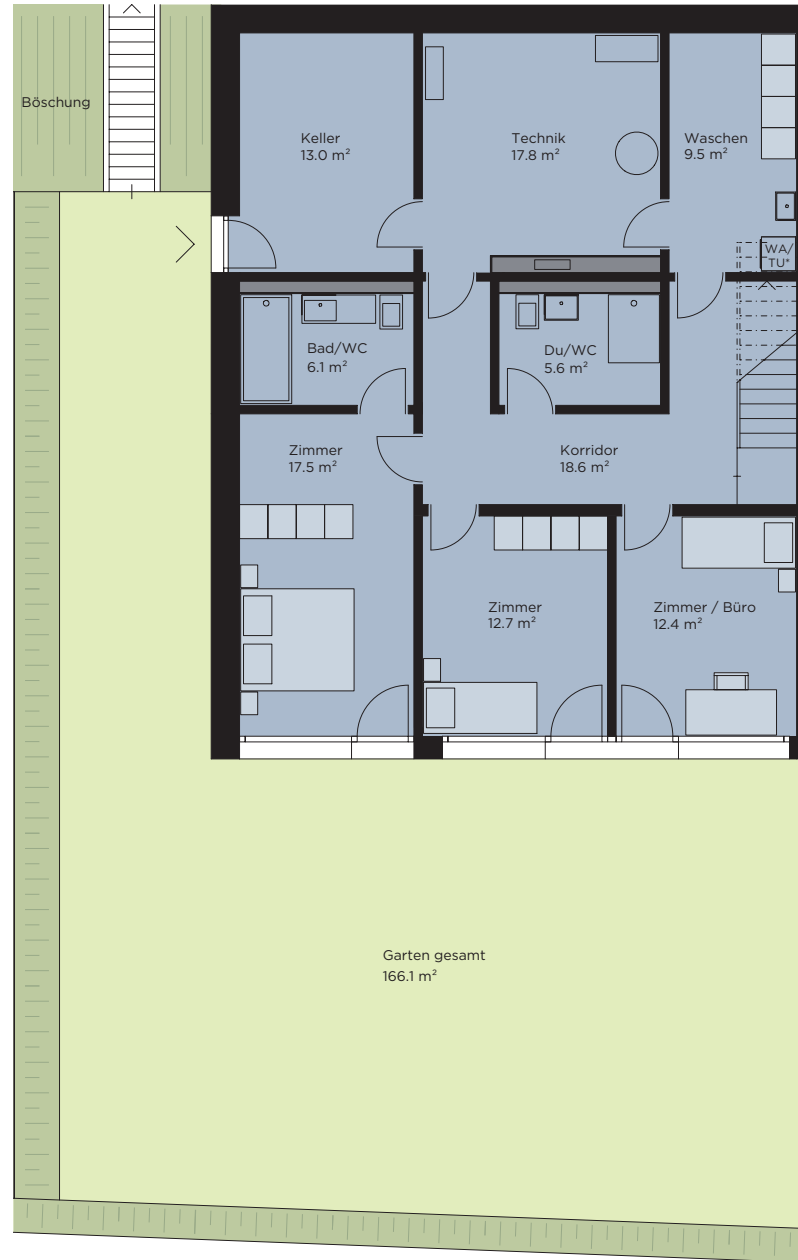 Böschung
Keller
13.0 m²
Technik
17.8 m²
Waschen
9.5 m²
WA/
TU*
Bad/WC
6.1 m²
Du/WC
5.6 m²
Zimmer
17.5 m²
Korridor
18.6 m²
Zimmer
12.7 m²
Zimmer / Büro
12.4 m²
Garten gesamt
166.1 m²